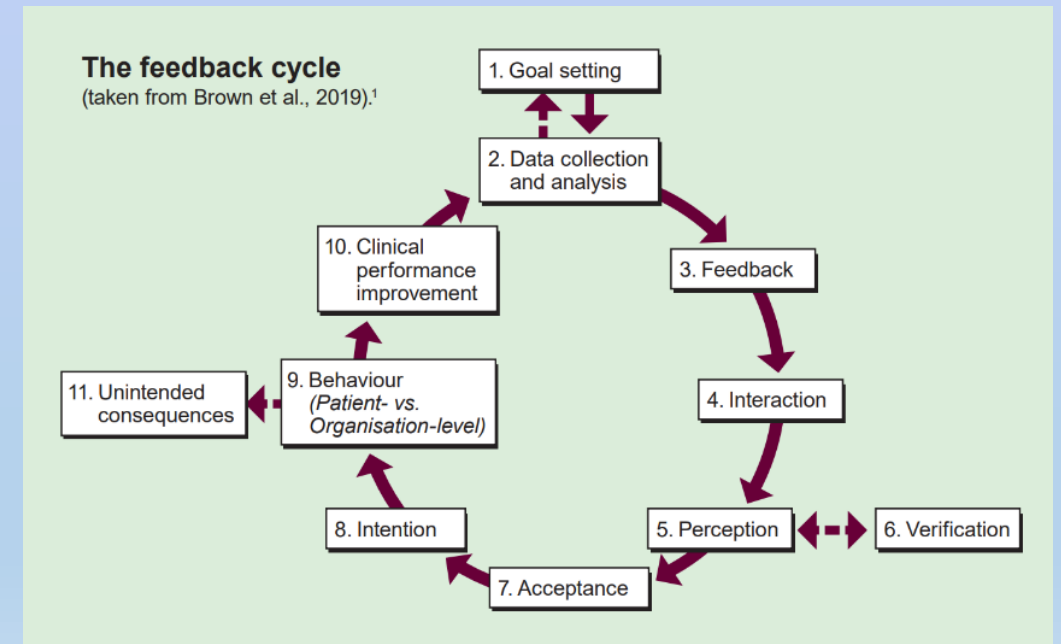 The feedback cycle
(taken from Brown et al., 2019).¹
1. Goal setting
2. Data collection
and analysis
3. Feedback
4. Interaction
5. Perception
6. Verification
7. Acceptance
8. Intention
9. Behaviour
(Patient- vs.
Organisation-level)
10. Clinical
performance
improvement
11. Unintended
consequences